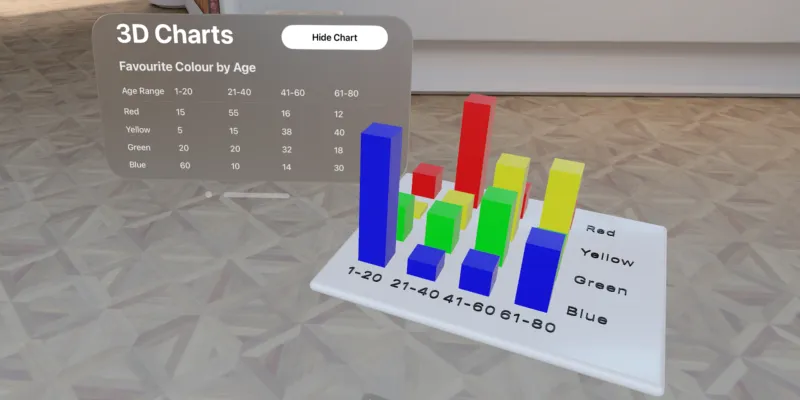 3D Charts
Hide Chart
Favourite Colour by Age
Age Range 1-20 21-40 41-60 61-80
Red 15 55 16 12
Yellow 5 15 38 40
Green 20 20 32 18
Blue 60 10 14 30
Red
Yellow
Green
Blue
1-20 21-40 41-60 61-80